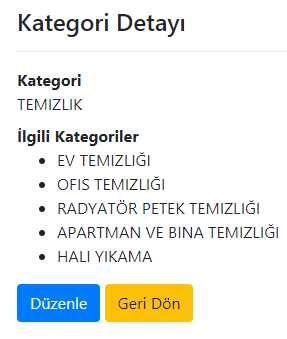 Kategori Detayı
Kategori
TEMIZLIK
İlgili Kategoriler
EV TEMIZLIĞI
OFIS TEMIZLIĞI
RADYATÖR PETEK TEMIZLIĞI
APARTMAN VE BINA TEMIZLIĞI
HALI YIKAMA
Düzenle Geri Dön